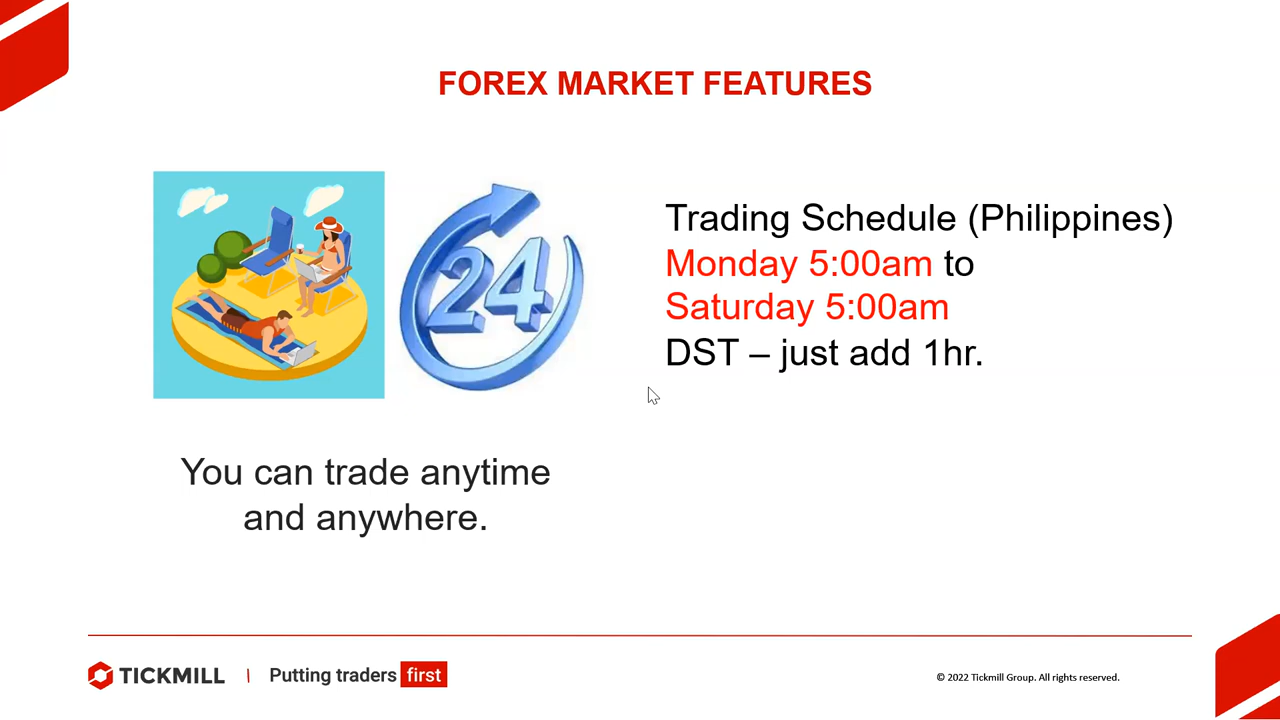 FOREX MARKET FEATURES
24
Trading Schedule (Philippines)
Monday 5:00am to
Saturday 5:00am
DST – just add 1hr.
You can trade anytime
and anywhere.
TICKMILL | Putting traders first
© 2022 Tickmill Group. All rights reserved.